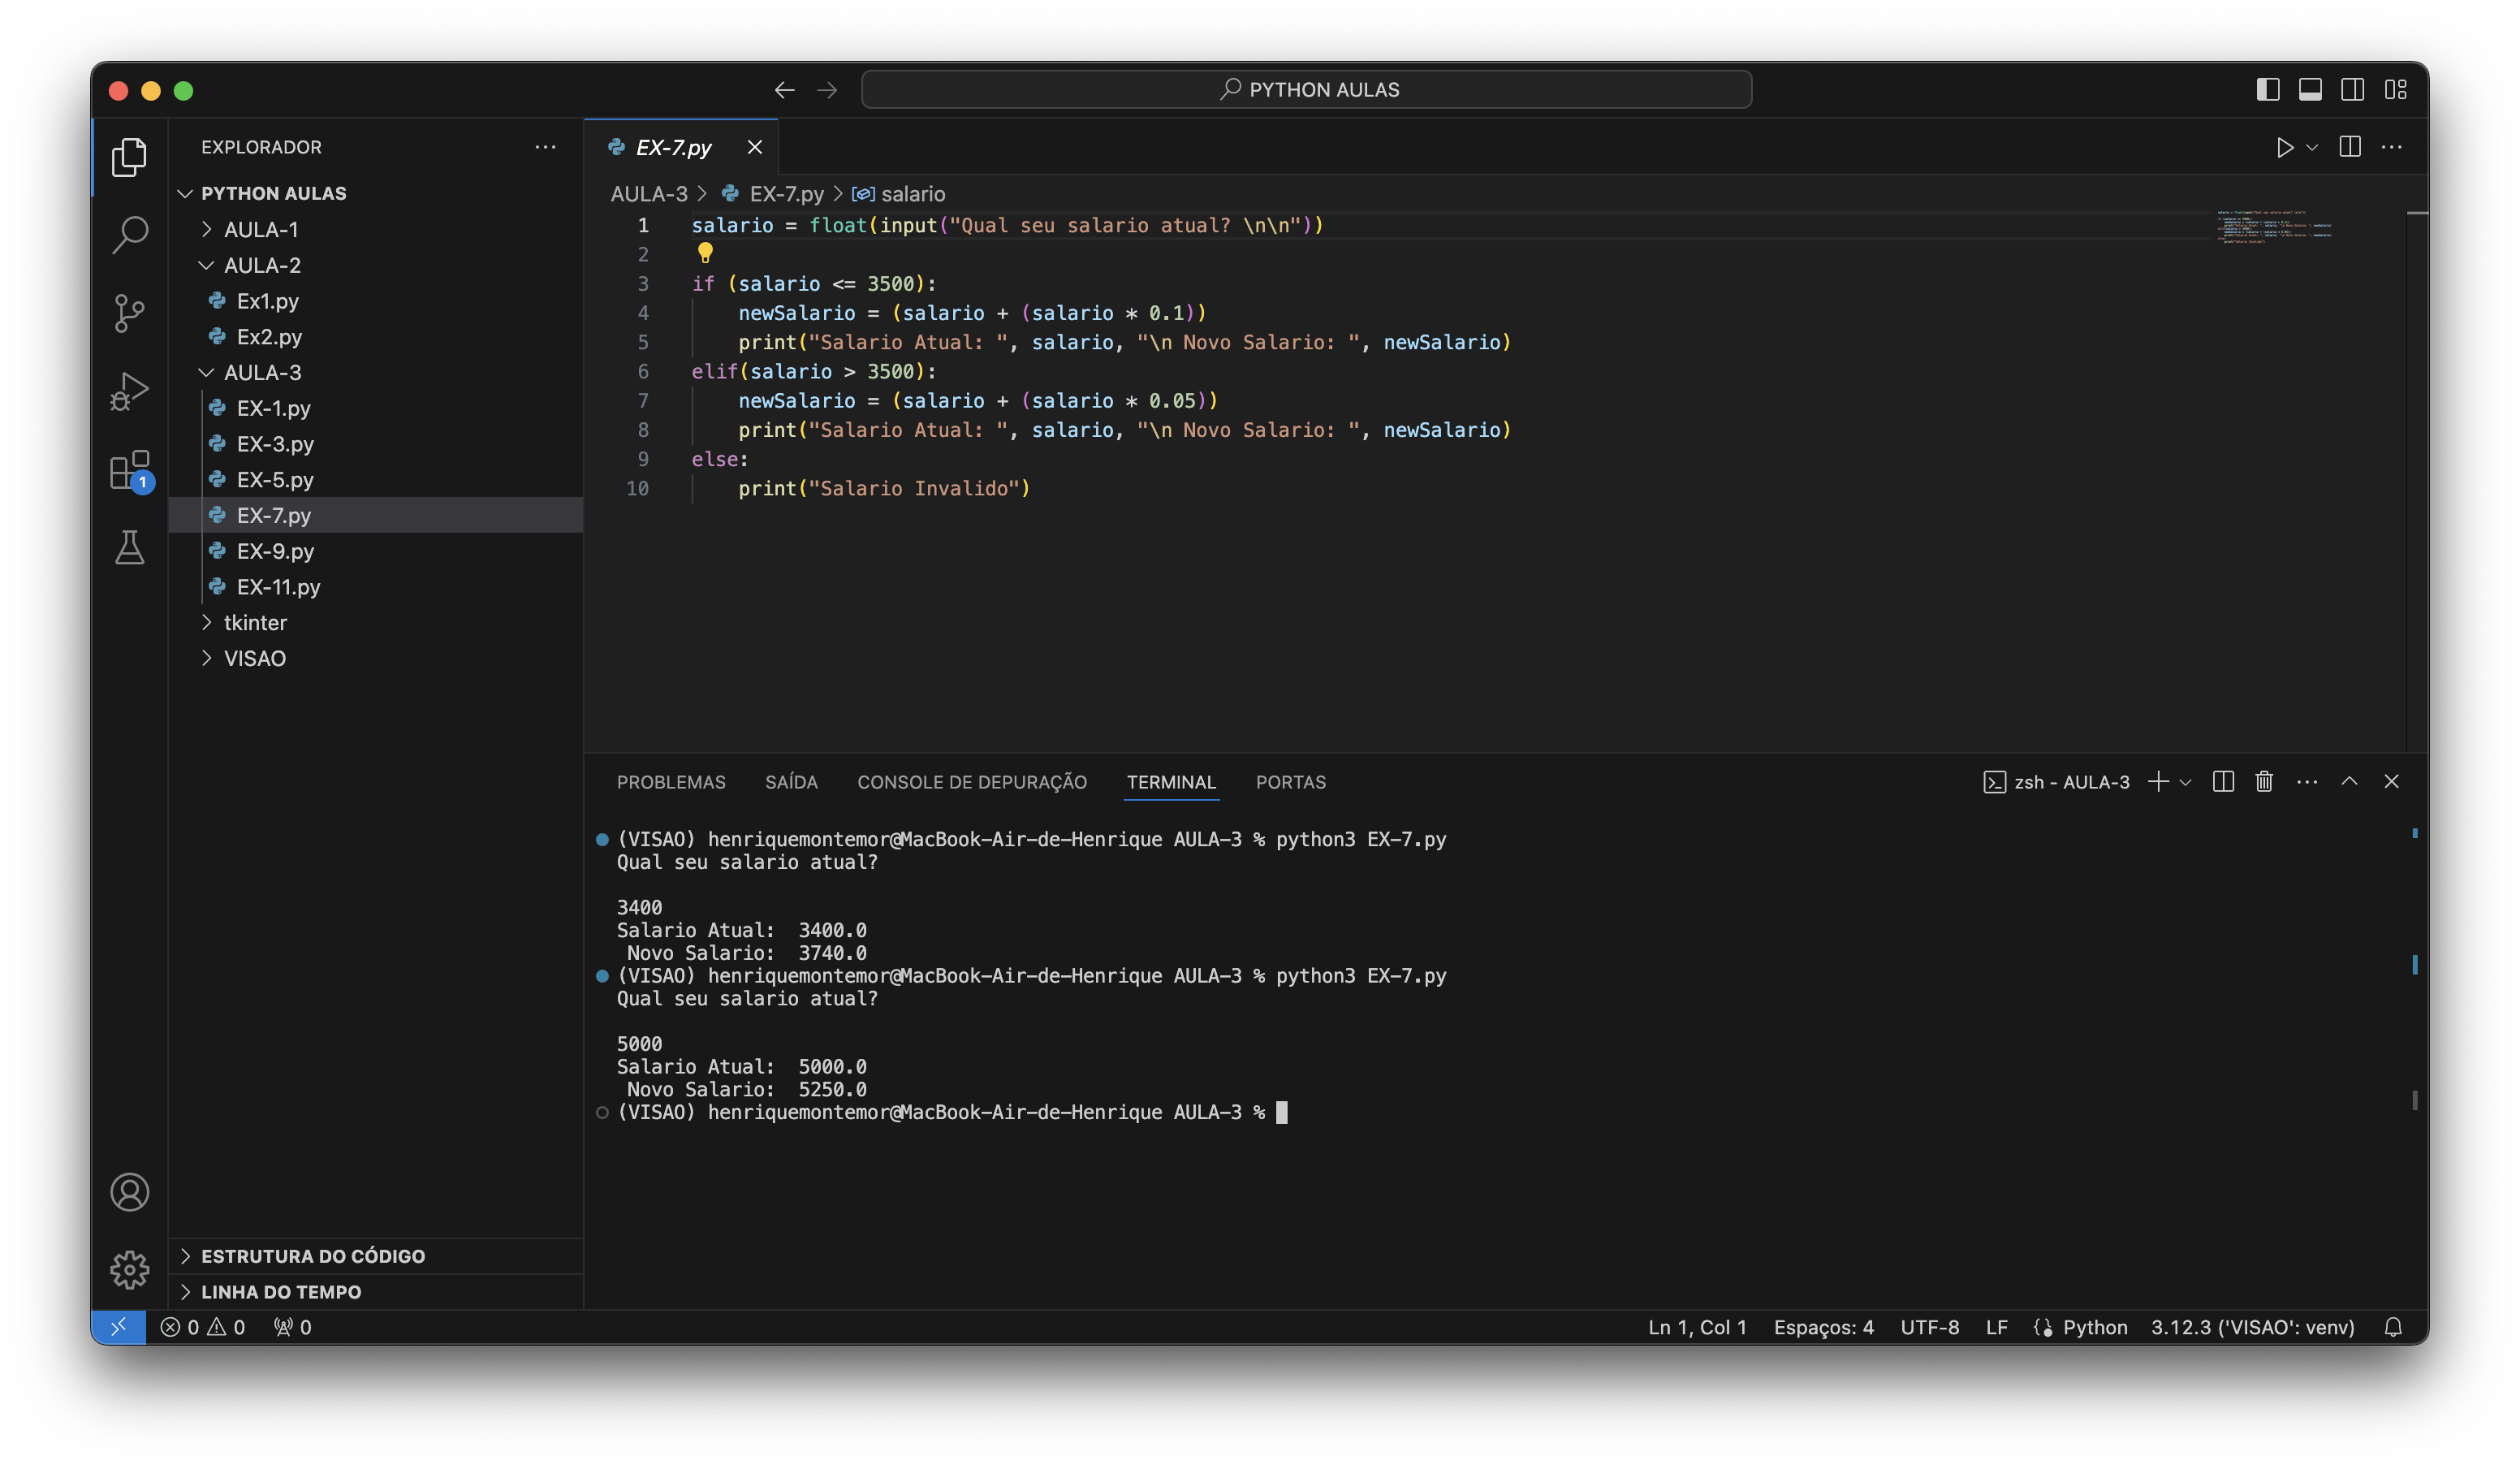 PYTHON AULAS
EXPLORADOR
PYTHON AULAS
AULA-1
AULA-2
Ex1.py
Ex2.py
AULA-3
EX-1.py
EX-3.py
EX-5.py
EX-7.py
EX-9.py
EX-11.py
tkinter
VISAO
1
ESTRUTURA DO CÓDIGO
LINHA DO TEMPO
EX-7.py
AULA-3 > EX-7.py > salario
1 salario = float(input("Qual seu salario atual? \n\n"))
2
3 if (salario <= 3500):
4     newSalario = (salario + (salario * 0.1))
5     print("Salario Atual: ", salario, "\n Novo Salario: ", newSalario)
6 elif(salario > 3500):
7     newSalario = (salario + (salario * 0.05))
8     print("Salario Atual: ", salario, "\n Novo Salario: ", newSalario)
9 else:
10     print("Salario Invalido")
PROBLEMAS SAÍDA CONSOLE DE DEPURAÇÃO TERMINAL PORTAS zsh - AULA-3
(VISAO) henriquemontemor@MacBook-Air-de-Henrique AULA-3 % python3 EX-7.py
Qual seu salario atual?
3400
Salario Atual:  3400.0
 Novo Salario:  3740.0
(VISAO) henriquemontemor@MacBook-Air-de-Henrique AULA-3 % python3 EX-7.py
Qual seu salario atual?
5000
Salario Atual:  5000.0
 Novo Salario:  5250.0
(VISAO) henriquemontemor@MacBook-Air-de-Henrique AULA-3 %
0 0 0 Ln 1, Col 1 Espaços: 4 UTF-8 LF Python 3.12.3 ('VISAO': venv)